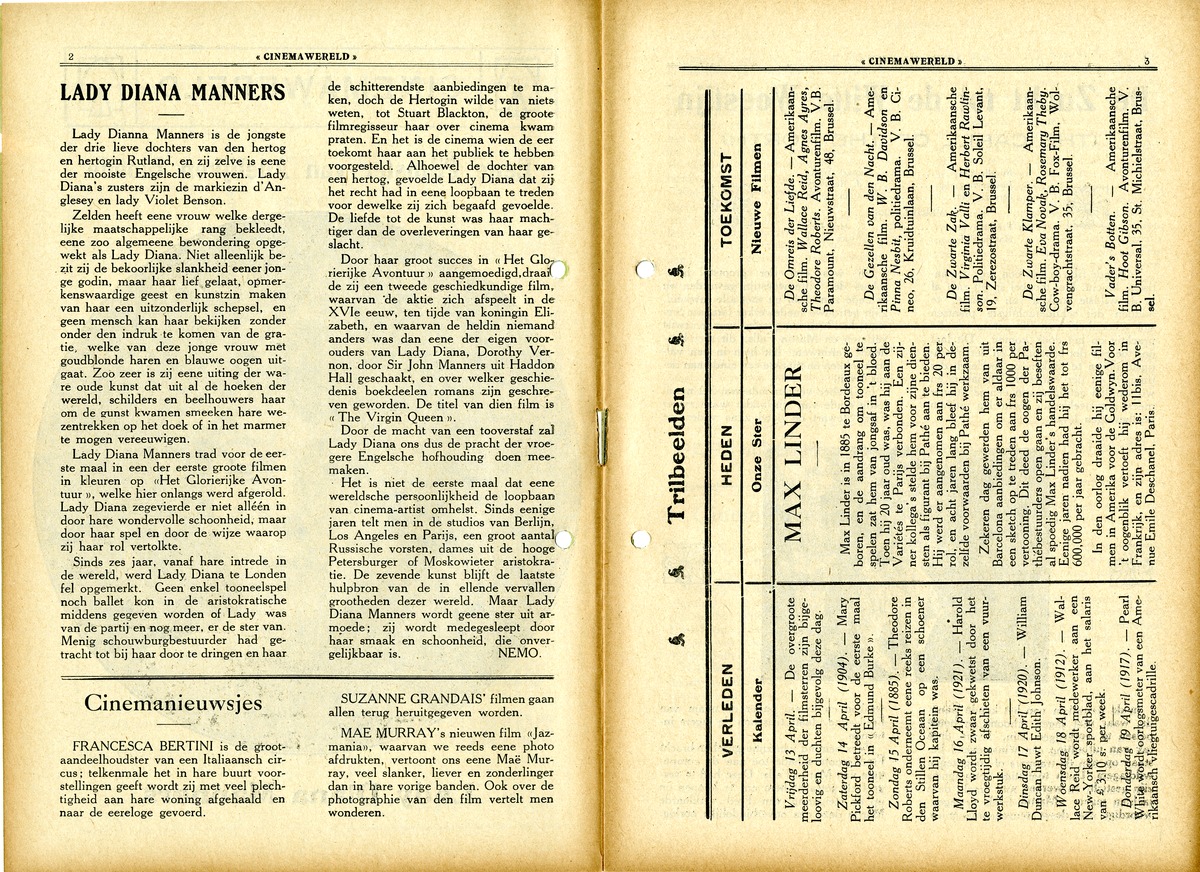 2
« CINEMAWERELD »
LADY DIANA MANNERS
Lady Dianna Manners is de jongste
der drie lieve dochters van den hertog
en hertogin Rutland, en zij zelve is eene
der mooiste Engelsche vrouwen. Lady
Diana's zusters zijn de markiezin d'An-
glesey en lady Violet Benson.
Zelden heeft eene vrouw welke derge-
lijke maatschappelijke rang bekleedt,
eene zoo algemeene bewondering opge-
wekt als Lady Diana. Niet alleenlijk be-
zit zij de bekoorlijke slankheid eener jon-
ge godin, maar haar lief gelaat, opmer-
kenswaardige geest en kunstzin maken
van haar een uitzonderlijk schepsel, en
geen mensch kan haar bekijken zonder
onder den indruk te komen van de gra-
tie, welke van deze jonge vrouw met
goudblonde haren en blauwe oogen uit-
gaat. Zoo zeer is zij eene uiting der wa-
re oude kunst dat uit al de hoeken der
wereld, schilders en beelhouwers haar
om de gunst kwamen smeeken hare we-
zentrekken op het doek of in het marmer
te mogen vereeuwigen.
Lady Diana Manners trad voor de eer-
ste maal in een der eerste groote filmen
in kleuren op «Het Glorierijke Avon-
tuur », welke hier onlangs werd afgerold.
Lady Diana zegevierde er niet alléén in
door hare wondervolle schoonheid, maar
door haar spel en door de wijze waarop
zij haar rol vertolkte.
Sinds zes jaar, vanaf hare intrede in
de wereld, werd Lady Diana te Londen
fel opgemerkt. Geen enkel tooneelspel
noch ballet kon in de aristokratische
middens gegeven worden of Lady was
van de partij en nog meer, er de ster van.
Menig schouwburgbestuurder had ge-
tracht tot bij haar door te dringen en haar
de schitterendste aanbiedingen te ma-
ken, doch de Hertogin wilde van niets
weten, tot Stuart Blackton, de groote
filmregisseur haar over cinema kwam
praten. En het is de cinema wien de eer
toekomt haar aan het publiek te hebben
voorgesteld. Alhoewel de dochter van
een hertog, gevoelde Lady Diana dat zij
het recht had in eene loopbaan te treden
voor dewelke zij zich begaafd gevoelde.
De liefde tot de kunst was haar mach-
tiger dan de overleveringen van haar ge-
slacht.
Door haar groot succes in « Het Glo-
rierijke Avontuur » aangemoedigd, draai-
de zij een tweede geschiedkundige film,
waarvan de aktie zich afspeelt in de
XVIe eeuw, ten tijde van koningin Eli-
zabeth, en waarvan de heldin niemand
anders was dan eene der eigen voor-
ouders van Lady Diana, Dorothy Ver-
non, door Sir John Manners uit Haddon
Hall geschaakt, en over welker geschie-
denis boekdeelen romans zijn geschre-
ven geworden. De titel van dien film is
« The Virgin Queen ».
Door de macht van een tooverstaf zal
Lady Diana ons dus de pracht der vroe-
gere Engelsche hofhouding doen mee-
maken.
Het is niet de eerste maal dat eene
wereldsche persoonlijkheid de loopbaan
van cinema-artist omhelst. Sinds eenige
jaren telt men in de studios van Berlijn,
Los Angeles en Parijs, een groot aantal
Russische vorsten, dames uit de hooge
Petersburger of Moskowieter aristokra-
tie. De zevende kunst blijft de laatste
hulpbron van de in ellende vervallen
grootheden dezer wereld. Maar Lady
Diana Manners wordt geene ster uit ar-
moede; zij wordt medegesleept door
haar smaak en schoonheid, die onver-
gelijkbaar is. NEMO.
Cinemanieuwsjes
FRANCESCA BERTINI is de groot-
aandeelhoudster van een Italiaansch cir-
cus; telkenmale het in hare buurt voor-
stellingen geeft wordt zij met veel plech-
tigheid aan hare woning afgehaald en
naar de eereloge gevoerd.
SUZANNE GRANDAIS' filmen gaan
allen terug heruitgegeven worden.
MAE MURRAY's nieuwen film «Jaz-
mania», waarvan we reeds eene photo
afdrukten, vertoont ons eene Maë Mur-
ray, veel slanker, liever en zonderlinger
dan in hare vorige banden. Ook over de
photographie van den film vertelt men
wonderen.
« CINEMAWERELD »
3
Trilbeelden
VERLEDEN
Kalender
Vrijdag 13 April. — De overgroote
meerderheid der filmsterren zijn bijge-
loovig en duchten bijgevolg deze dag.
Zaterdag 14 April (1904). — Mary
Pickford betreedt voor de eerste maal
het tooneel in « Edmund Burke ».
Zondag 15 April (1885). — Theodore
Roberts onderneemt eene reeks reizen in
den Stillen Oceaan op een schoener
waarvan hij kapitein was.
Maandag 16 April (1921). — Harold
Lloyd wordt zwaar gekwetst door het
te vroegtijdig afschieten van een vuur-
werkstuk.
Dinsdag 17 April (1920). — William
Duncan huwt Edith Johnson.
Woensdag 18 April (1912). — Wal-
lace Reid wordt medewerker aan een
New-Yorker sportblad, aan het salaris
van £ 3.10 s. per week.
Donderdag 19 April (1917). — Pearl
White wordt oorlogsmeter van een Ame-
rikaansch vliegtuigescadrille.
HEDEN
Onze Ster
MAX LINDER
Max Linder is in 1885 te Bordeaux ge-
boren, en de aandrang om tooneel te
spelen zat hem van jongsaf in 't bloed.
Toen hij 20 jaar oud was, was hij aan de
Variétés te Parijs verbonden. Een zij-
ner kollega's stelde hem voor zijne dien-
sten als figurant bij Pathé aan te bieden.
Hij werd er aangenomen aan frs 20 per
rol, en acht jaren lang bleef hij in de-
zelfde voorwaarden bij Pathé werkzaam.
Zekeren dag gewerden hem van uit
Barcelona aanbiedingen om er aldaar in
een sketch op te treden aan frs 1000 per
vertooning. Dit deed de oogen der Pa-
thébestuurders open gaan en zij beseften
al spoedig Max Linder's handelswaarde.
Eenige jaren nadien had hij het tot frs
600,000 per jaar gebracht.
In den oorlog draaide hij eenige fil-
men in Amerika voor de Goldwyn. Voor
't oogenblik vertoeft hij wederom in
Frankrijk, en zijn adres is: 11bis, Ave-
nue Emile Deschanel, Paris.
TOEKOMST
Nieuwe Filmen
De Omreis der Liefde. — Amerikaan-
sche film. Wallace Reid, Agnes Ayres,
Theodore Roberts. Avonturenfilm. V.B.
Paramount, Nieuwstraat, 48, Brussel.
De Gezellen van den Nacht. — Ame-
rikaansche film. W. B. Davidson en
Pinna Nesbit, politiedrama. V. B. Ci-
neo, 26, Kruidtuinlaan, Brussel.
De Zwarte Zak. — Amerikaansche
film. Virginia Valli en Herbert Rawlin-
son. Politiedrama. V. B. Soleil Levant,
19, Zerezostraat, Brussel.
De Zwarte Klamper. — Amerikaan-
sche film. Eva Novak, Rosemary Theby.
Cow-boy-drama. V. B. Fox-Film, Wol-
vengrachtstraat, 35, Brussel.
Vader's Botten. — Amerikaansche
film. Hoot Gibson. Avonturenfilm. V.
B. Universal, 35, St. Michielstraat, Brus-
sel.